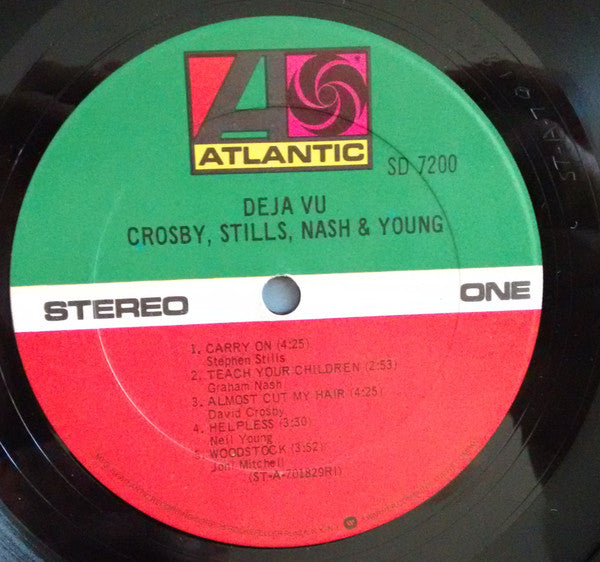 ATLANTIC
SD 7200
DEJA VU
CROSBY, STILLS, NASH & YOUNG
STEREO
ONE
1. CARRY ON (4:25)
Stephen Stills
2. TEACH YOUR CHILDREN (2:53)
Graham Nash
3. ALMOST CUT MY HAIR (4:25)
David Crosby
4. HELPLESS (3:30)
Neil Young
5. WOODSTOCK (3:52)
Joni Mitchell
(ST-A-701829RI)